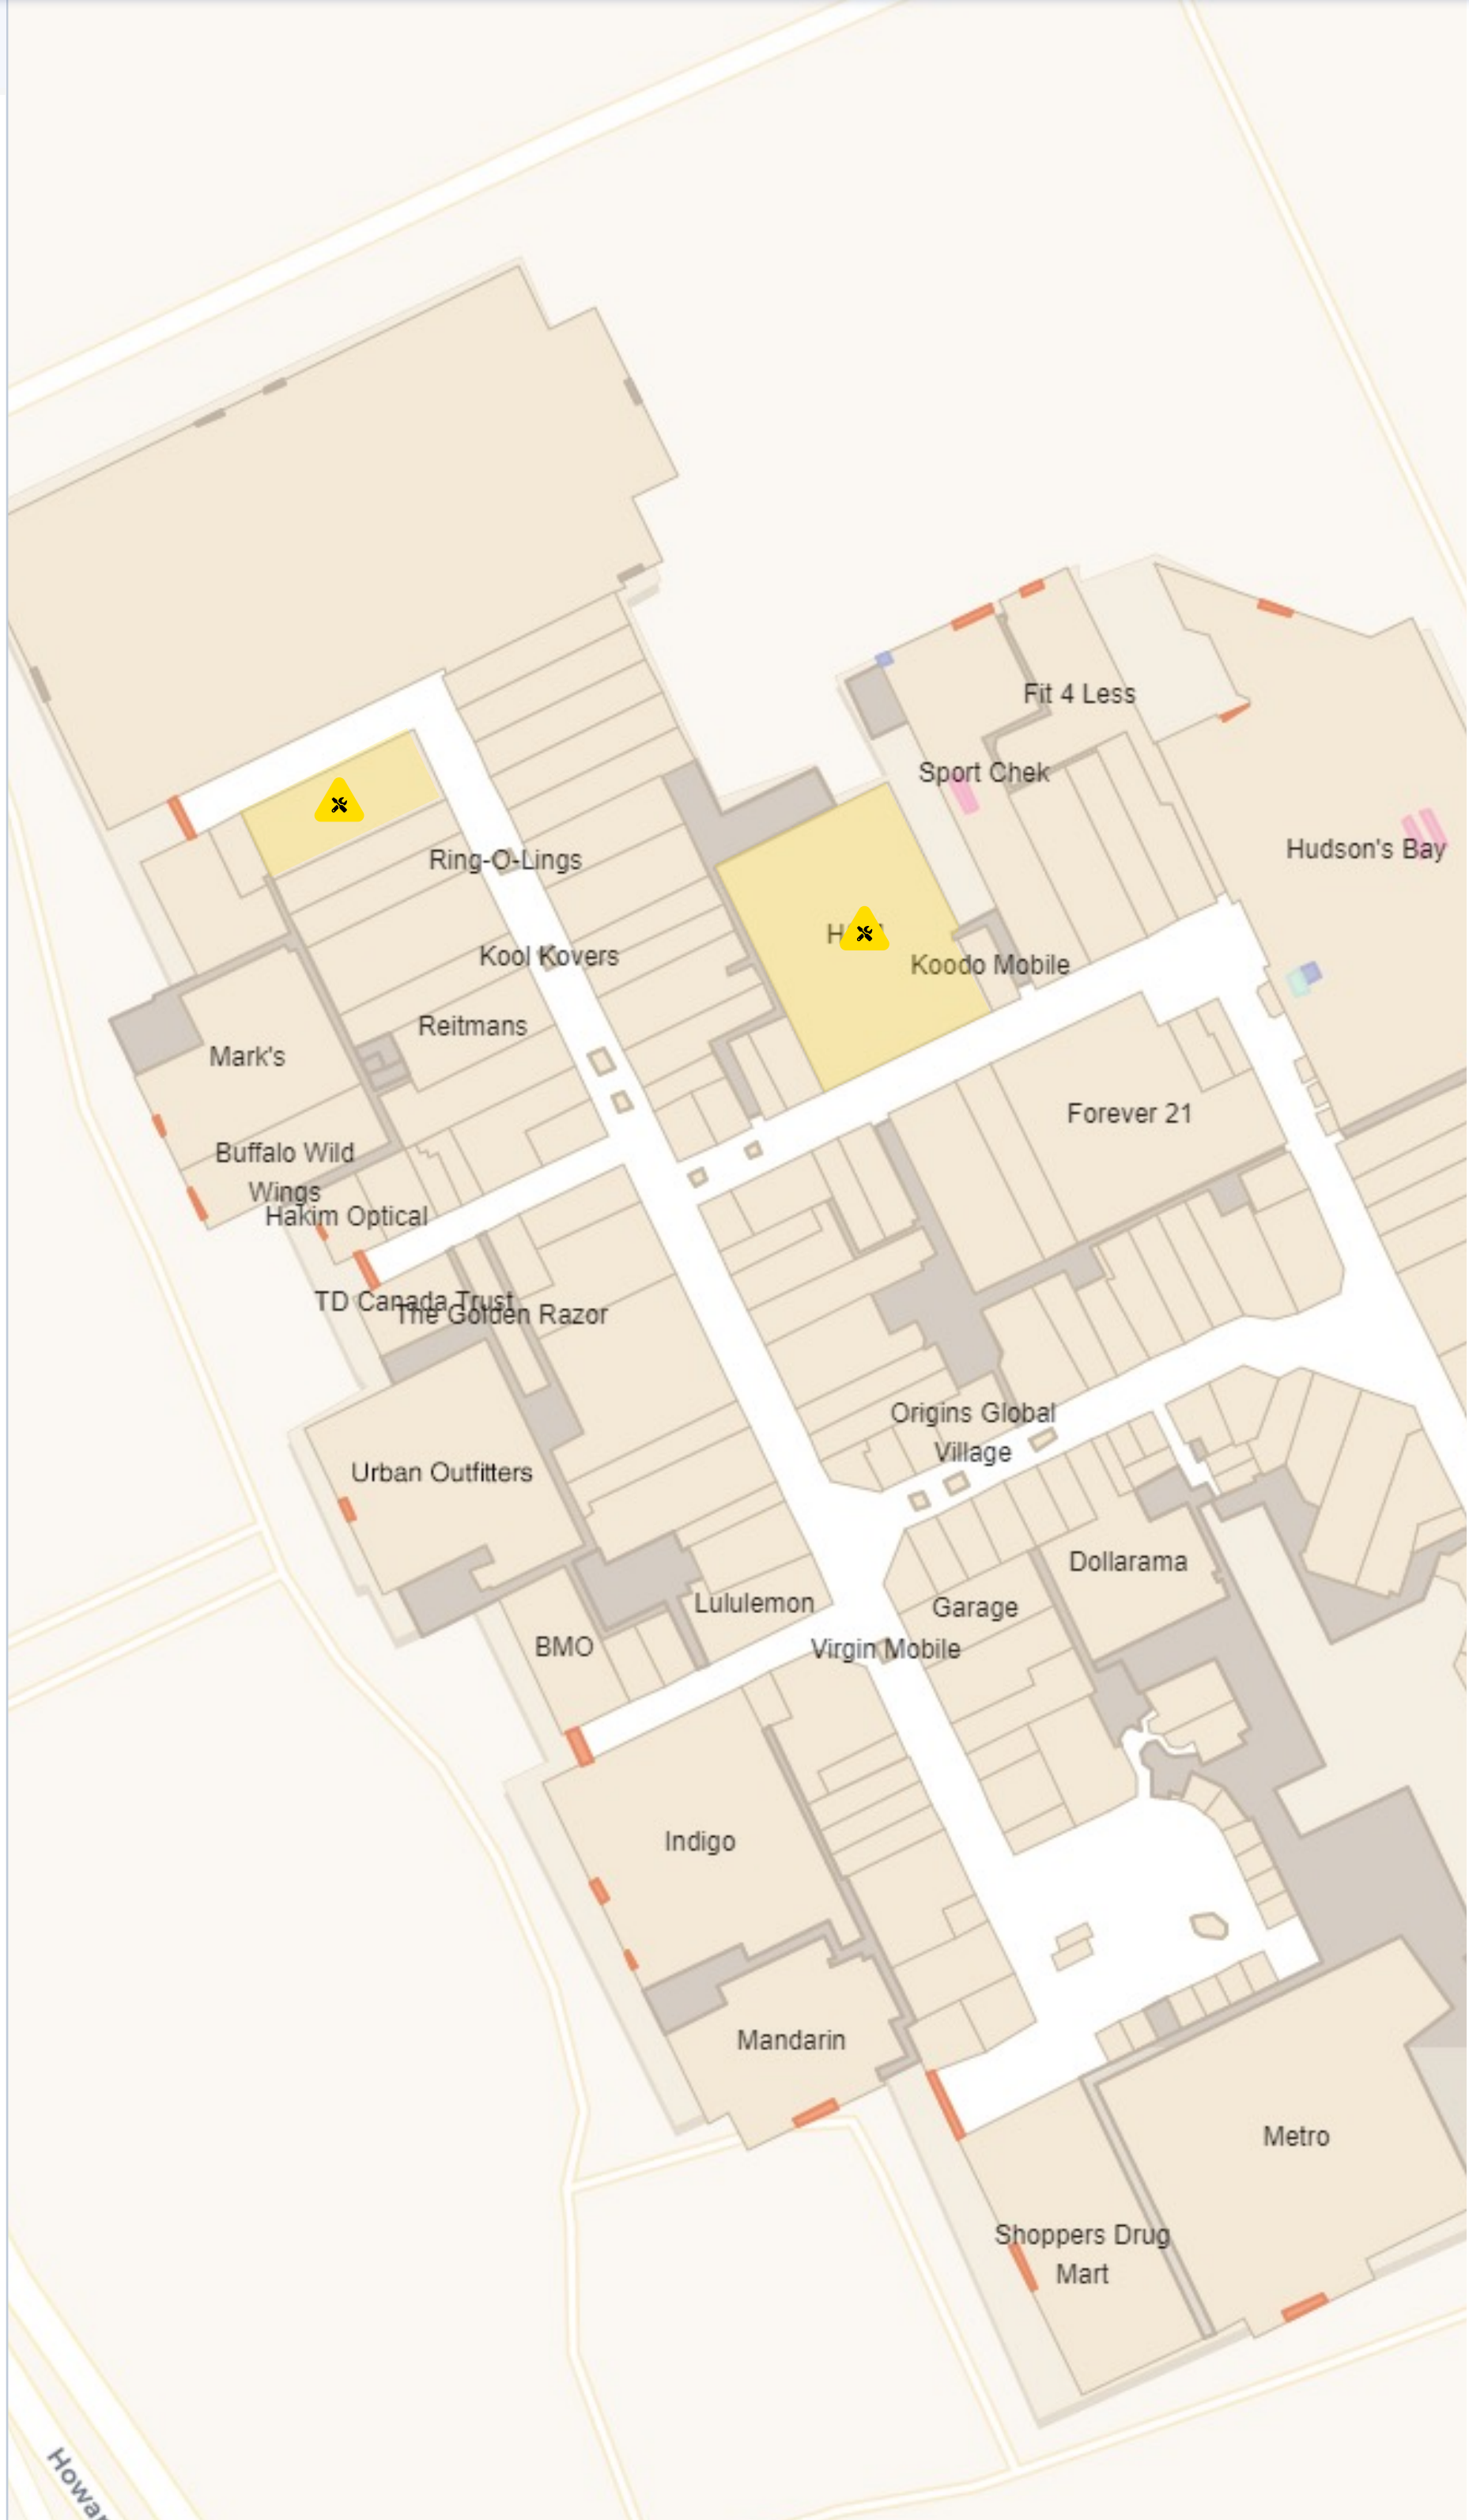 Fit 4 Less
Sport Chek
Hudson's Bay
Ring-O-Lings
Kool Kovers
Koodo Mobile
Reitmans
Mark's
Forever 21
Buffalo Wild
Wings
Hakim Optical
TD Canada Trust
The Golden Razor
Origins Global
Village
Urban Outfitters
Dollarama
Lululemon
Garage
BMO
Virgin Mobile
Indigo
Mandarin
Metro
Shoppers Drug
Mart